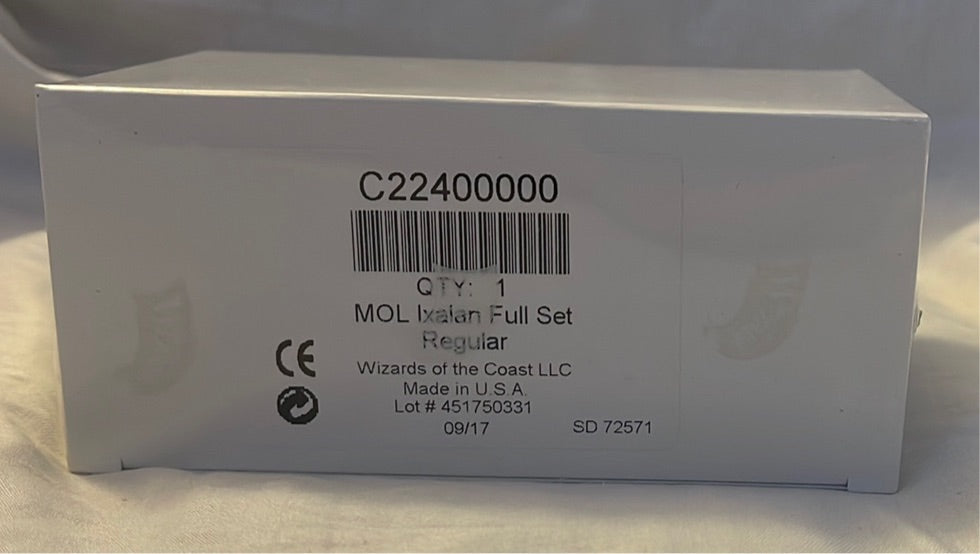 C22400000
QTY: 1
MOL Ixalan Full Set
Regular
CE
Wizards of the Coast LLC
Made in U.S.A.
Lot # 451750331
09/17 SD 72571